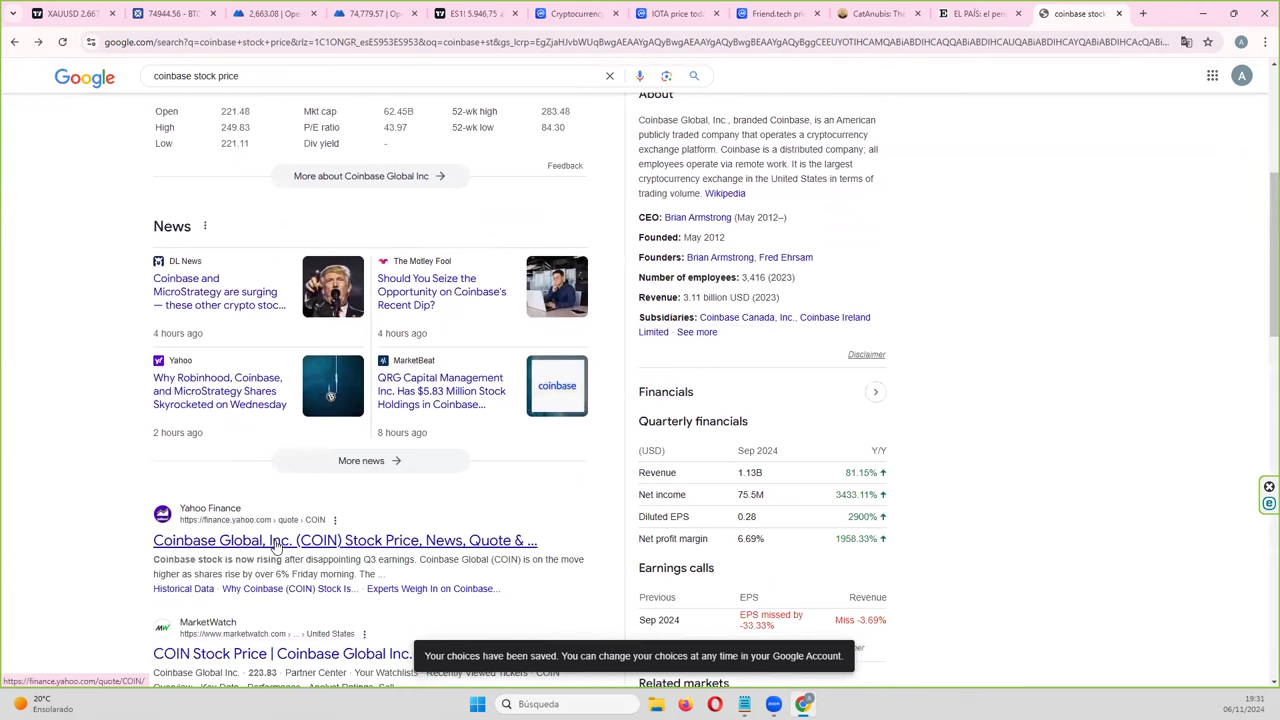 XAUUSD 2.667
74944.56 - BTC
2,663.08 | Ope
74,779.57 | Ope
ES1! 5.946,75
Cryptocurrency
IOTA price tod
Friend.tech pri
CatAnubis: The
EL PAÍS: el peri
coinbase stock
google.com/search?q=coinbase+stock+price&rlz=1C1ONGR_esES953ES953&oq=coinbase+st&gs_lcrp=
coinbase stock price
Google
Open 221.48 Mkt cap 62.45B 52-wk high 283.48
High 249.83 P/E ratio 43.97 52-wk low 84.30
Low 221.11 Div yield -
Feedback
More about Coinbase Global Inc
News
DL News
Coinbase and
MicroStrategy are surging
— these other crypto stoc...
4 hours ago
The Motley Fool
Should You Seize the
Opportunity on Coinbase's
Recent Dip?
4 hours ago
Yahoo
Why Robinhood, Coinbase,
and MicroStrategy Shares
Skyrocketed on Wednesday
2 hours ago
MarketBeat
QRG Capital Management
Inc. Has $5.83 Million Stock
Holdings in Coinbase...
coinbase
8 hours ago
More news
Yahoo Finance
https://finance.yahoo.com › quote › COIN
Coinbase Global, Inc. (COIN) Stock Price, News, Quote & ...
Coinbase stock is now rising after disappointing Q3 earnings. Coinbase Global (COIN) is on the move
higher as shares rise by over 6% Friday morning. The ...
Historical Data · Why Coinbase (COIN) Stock Is... · Experts Weigh In on Coinbase...
MarketWatch
https://www.marketwatch.com › ... › United States
COIN Stock Price | Coinbase Global Inc.
Coinbase Global Inc. · 223.83 · Partner Center · Your Watchlists · Recently Viewed Tickers · COIN
Overview · Key Data · Performance · Analyst Ratings
About
Coinbase Global, Inc., branded Coinbase, is an American
publicly traded company that operates a cryptocurrency
exchange platform. Coinbase is a distributed company; all
employees operate via remote work. It is the largest
cryptocurrency exchange in the United States in terms of
trading volume. Wikipedia
CEO: Brian Armstrong (May 2012–)
Founded: May 2012
Founders: Brian Armstrong, Fred Ehrsam
Number of employees: 3,416 (2023)
Revenue: 3.11 billion USD (2023)
Subsidiaries: Coinbase Canada, Inc., Coinbase Ireland
Limited · See more
Disclaimer
Financials
Quarterly financials
(USD) Sep 2024 Y/Y
Revenue 1.13B 81.15%
Net income 75.5M 3433.11%
Diluted EPS 0.28 2900%
Net profit margin 6.69% 1958.33%
Earnings calls
Previous EPS Revenue
Sep 2024 EPS missed by
-33.33% Miss -3.69%
Related markets
Your choices have been saved. You can change your choices at any time in your Google Account.
https://finance.yahoo.com/quote/COIN/
20°C
Ensolarado
Búsqueda
19:31
06/11/2024